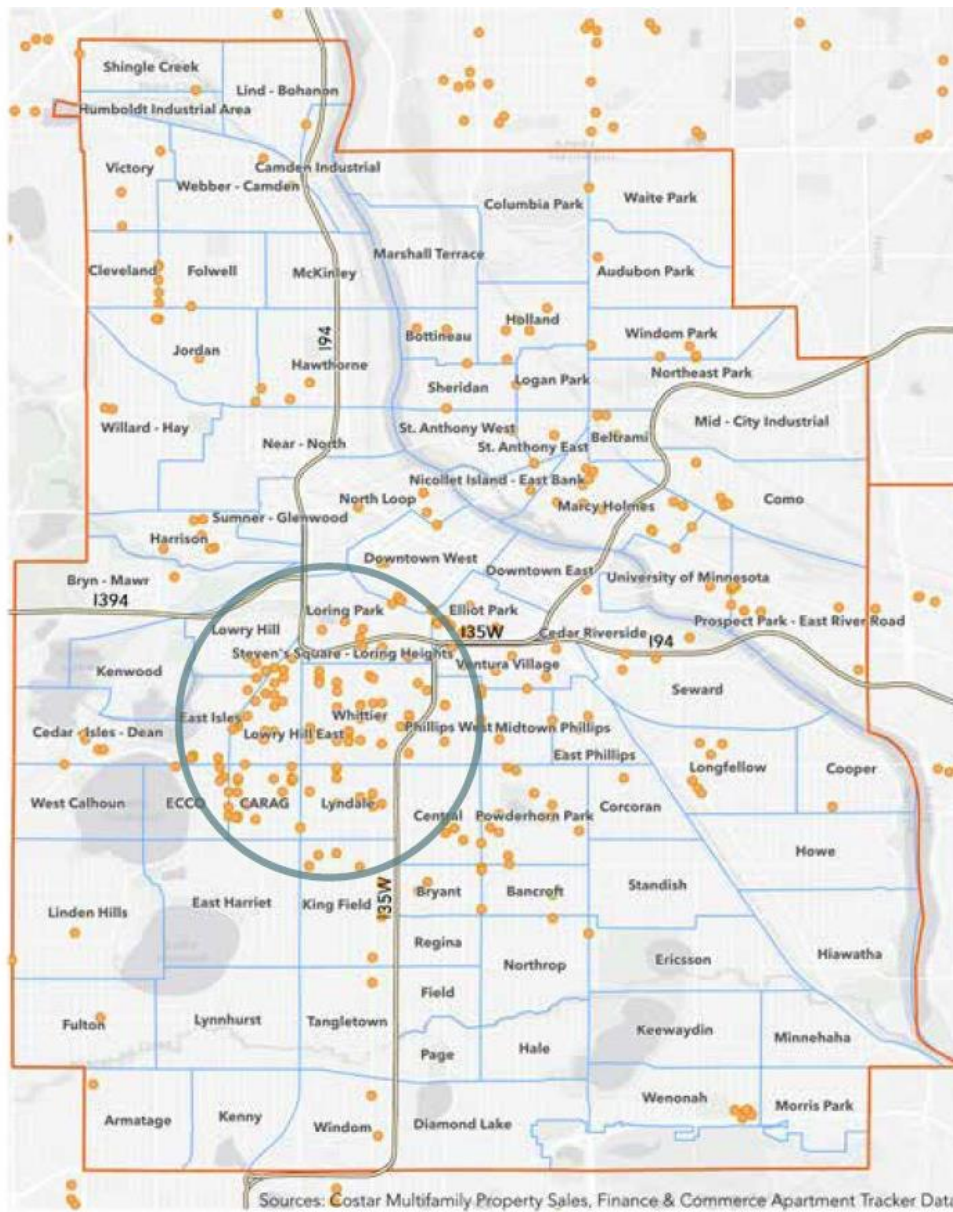 Shingle Creek
Lind - Bohanon
Humboldt Industrial Area
Victory
Camden Industrial
Webber - Camden
Columbia Park
Waite Park
Marshall Terrace
Cleveland
Folwell
McKinley
Audubon Park
I94
Bottineau
Holland
Windom Park
Jordan
Hawthorne
Northeast Park
Sheridan
Logan Park
Mid - City Industrial
Willard - Hay
Near - North
St. Anthony West
St. Anthony East
Beltrami
Nicollet Island - East Bank
North Loop
Marcy Holmes
Como
Sumner - Glenwood
Harrison
Downtown West
Downtown East
University of Minnesota
Bryn - Mawr
I394
Loring Park
Elliot Park
Prospect Park - East River Road
Lowry Hill
I35W
Cedar Riverside
I94
Steven's Square - Loring Heights
Ventura Village
Kenwood
Seward
East Isles
Whittier
Phillips West
Midtown Phillips
Cedar - Isles - Dean
Lowry Hill East
East Phillips
Longfellow
Cooper
West Calhoun
ECCO
CARAG
Lyndale
Central
Powderhorn Park
Corcoran
Howe
Linden Hills
East Harriet
King Field
I35W
Bryant
Bancroft
Standish
Regina
Northrop
Ericsson
Hiawatha
Field
Fulton
Lynnhurst
Tangletown
Keewaydin
Minnehaha
Page
Hale
Wenonah
Morris Park
Armatage
Kenny
Windom
Diamond Lake
Sources: Costar Multifamily Property Sales, Finance & Commerce Apartment Tracker Data